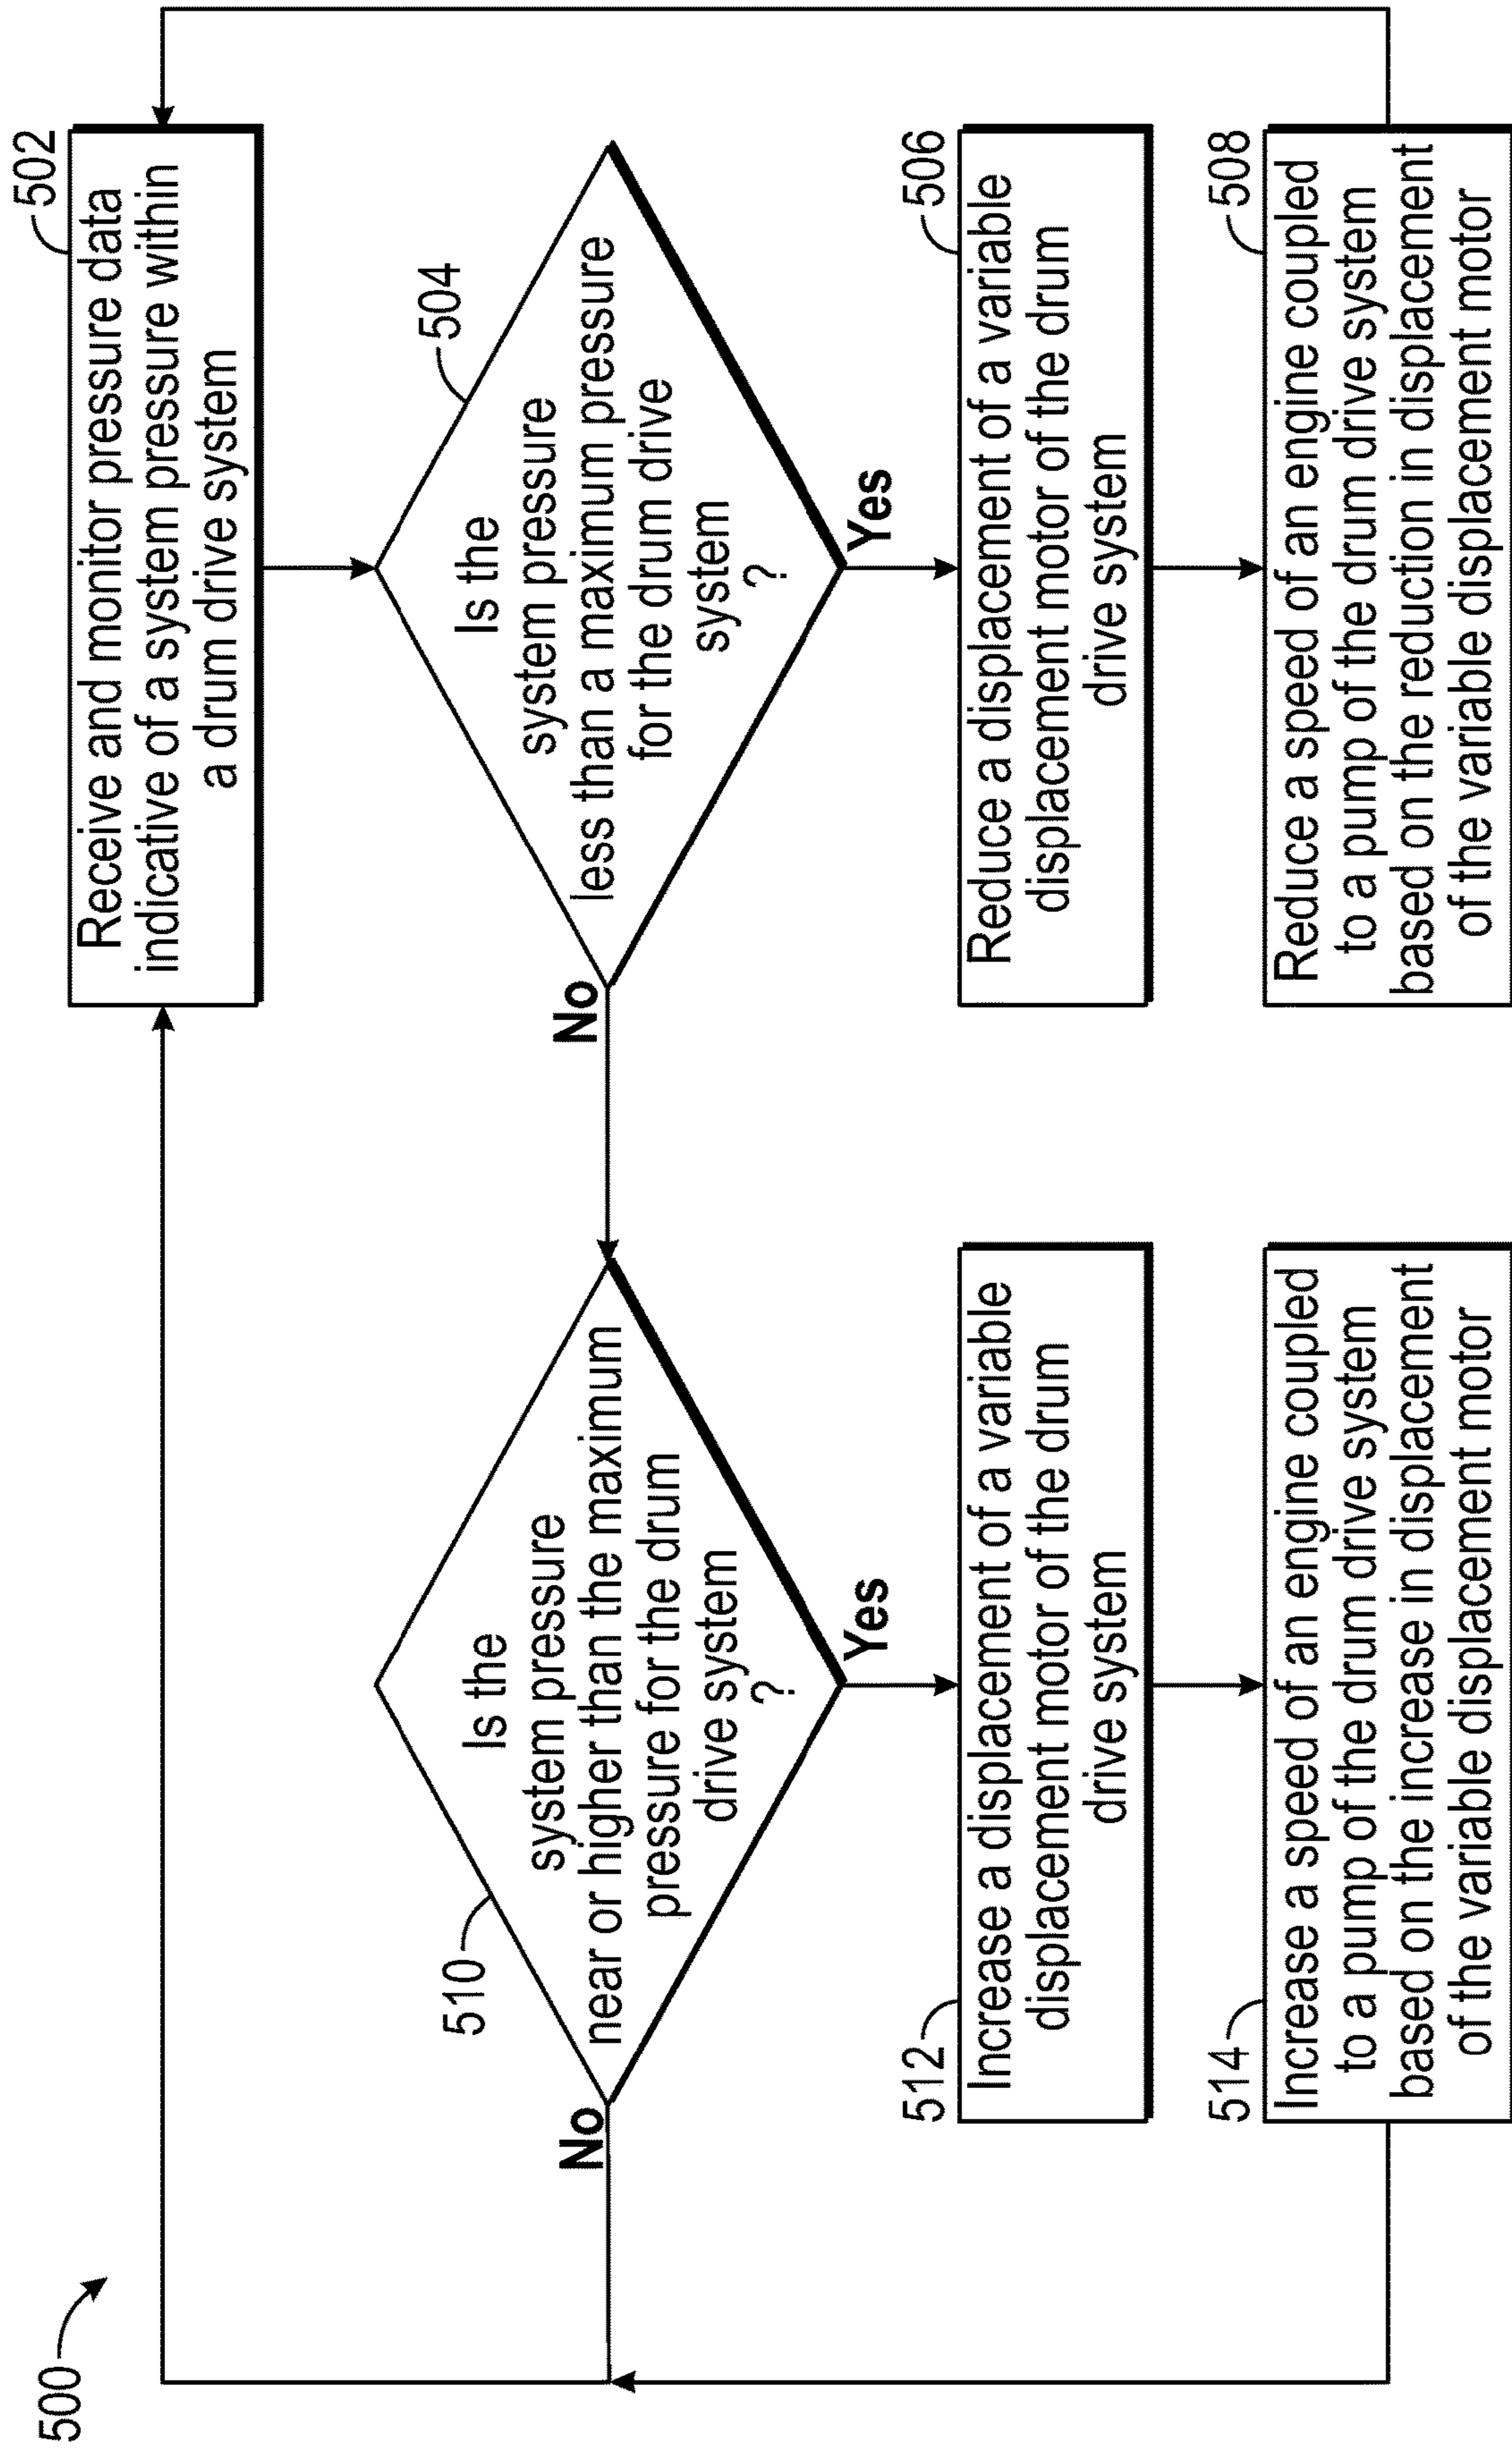 500
502
Receive and monitor pressure data
indicative of a system pressure within
a drum drive system
504
Is the
system pressure
less than a maximum pressure
for the drum drive
system
?
No
Yes
506
Reduce a displacement of a variable
displacement motor of the drum
drive system
508
Reduce a speed of an engine coupled
to a pump of the drum drive system
based on the reduction in displacement
of the variable displacement motor
510
Is the
system pressure
near or higher than the maximum
pressure for the drum
drive system
?
No
Yes
512
Increase a displacement of a variable
displacement motor of the drum
drive system
514
Increase a speed of an engine coupled
to a pump of the drum drive system
based on the increase in displacement
of the variable displacement motor